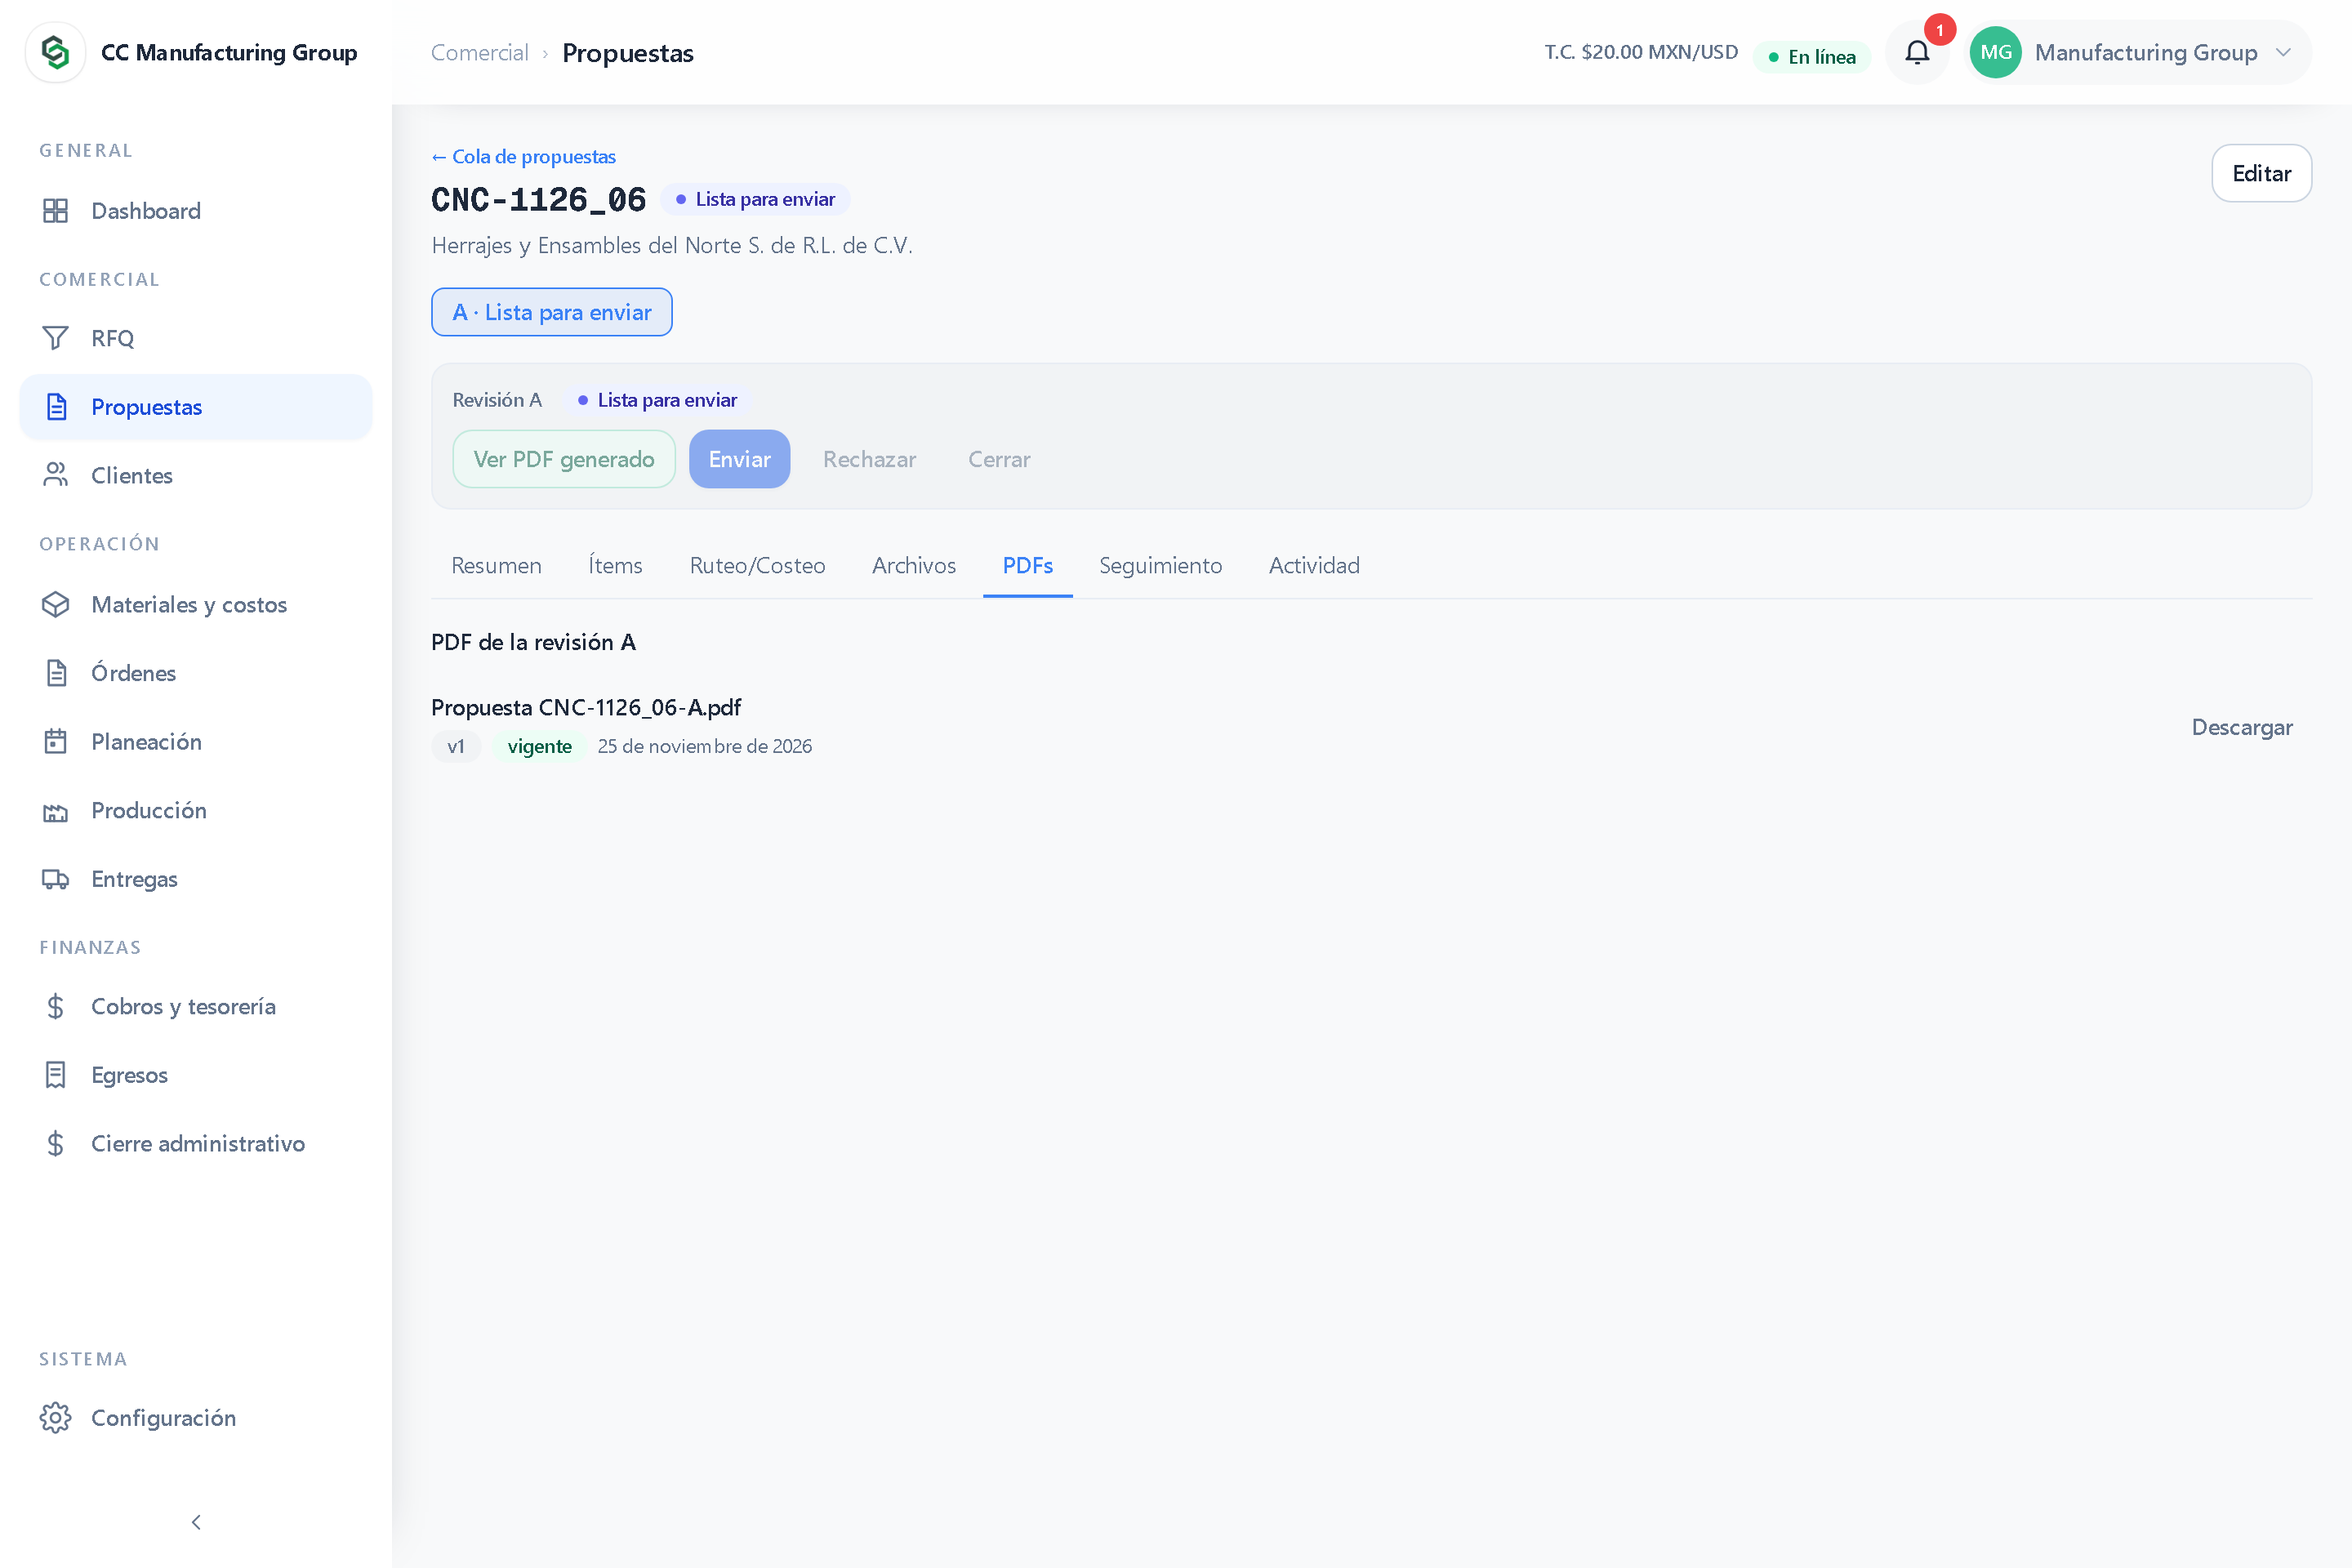 CC Manufacturing Group
Comercial › Propuestas
T.C. $20.00 MXN/USD
En línea
1
MG
Manufacturing Group
GENERAL
Dashboard
COMERCIAL
RFQ
Propuestas
Clientes
OPERACIÓN
Materiales y costos
Órdenes
Planeación
Producción
Entregas
FINANZAS
Cobros y tesorería
Egresos
Cierre administrativo
SISTEMA
Configuración
← Cola de propuestas
Editar
CNC-1126_06
Lista para enviar
Herrajes y Ensambles del Norte S. de R.L. de C.V.
A · Lista para enviar
Revisión A
Lista para enviar
Ver PDF generado
Enviar
Rechazar
Cerrar
Resumen
Ítems
Ruteo/Costeo
Archivos
PDFs
Seguimiento
Actividad
PDF de la revisión A
Propuesta CNC-1126_06-A.pdf
v1
vigente
25 de noviembre de 2026
Descargar